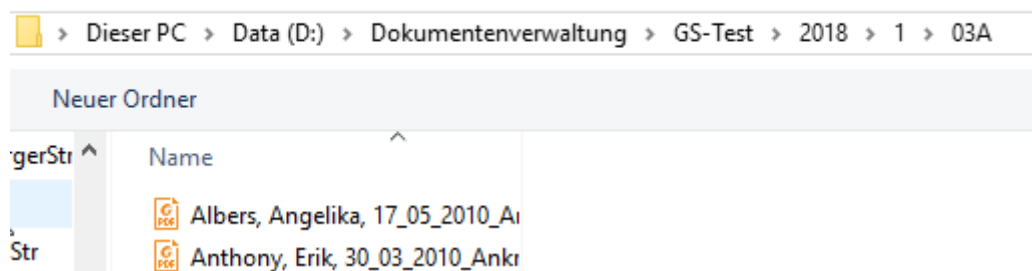 Dieser PC > Data (D:) > Dokumentenverwaltung > GS-Test > 2018 > 1 > 03A
Neuer Ordner
rgerStr
Name
Albers, Angelika, 17_05_2010_A
Str
Anthony, Erik, 30_03_2010_Ank